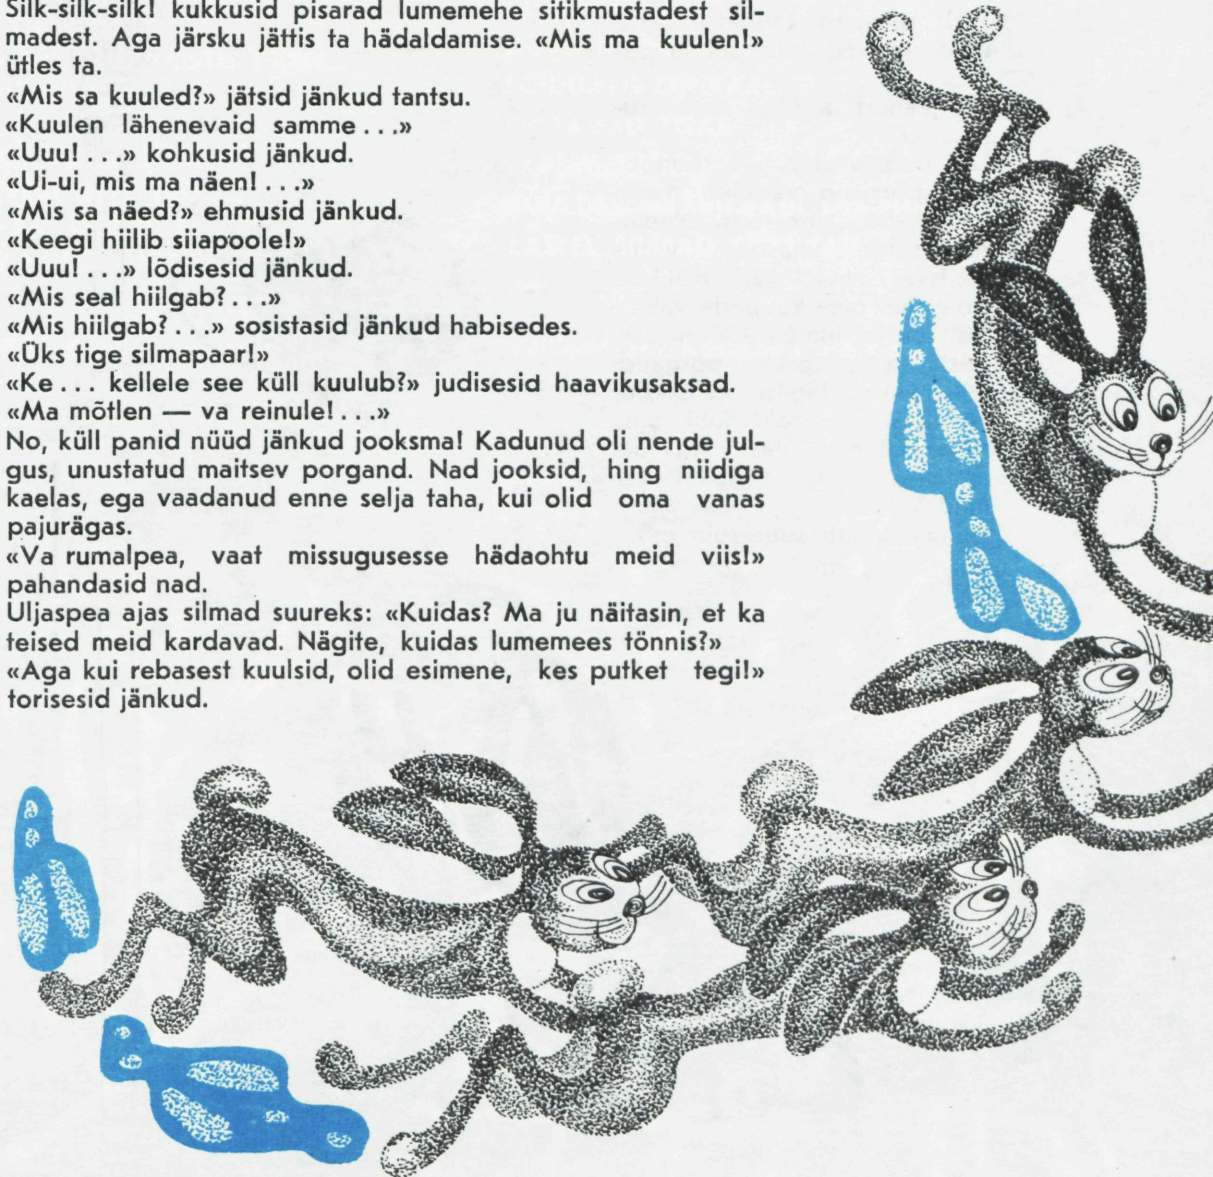 Silk-silk-silk! kukkusid pisarad lumemehe sitikmustadest sil-
madest. Aga järsku jättis ta hädaldamise. «Mis ma kuulen!»
ütles ta.
«Mis sa kuuled?» jätsid jänkud tantsu.
«Kuulen lähenevaid samme . . .»
«Uuu! . . .» kohkusid jänkud.
«Ui-ui, mis ma näen! . . .»
«Mis sa näed?» ehmusid jänkud.
«Keegi hiilib siiapoole!»
«Uuu! . . .» lõdisesid jänkud.
«Mis seal hiilgab? . . .»
«Mis hiilgab? . . .» sosistasid jänkud habisedes.
«Üks tige silmapaar!»
«Ke . . . kellele see küll kuulub?» judisesid haavikusaksad.
«Ma mõtlen — va reinule! . . .»
No, küll panid nüüd jänkud jooksma! Kadunud oli nende jul-
gus, unustatud maitsev porgand. Nad jooksid, hing niidiga
kaelas, ega vaadanud enne selja taha, kui olid oma vanas
pajurägas.
«Va rumalpea, vaat missugusesse hädaohtu meid viis!»
pahandasid nad.
Uljaspea ajas silmad suureks: «Kuidas? Ma ju näitasin, et ka
teised meid kardavad. Nägite, kuidas lumemees tönnis?»
«Aga kui rebasest kuulsid, olid esimene, kes putket tegi!»
torisesid jänkud.